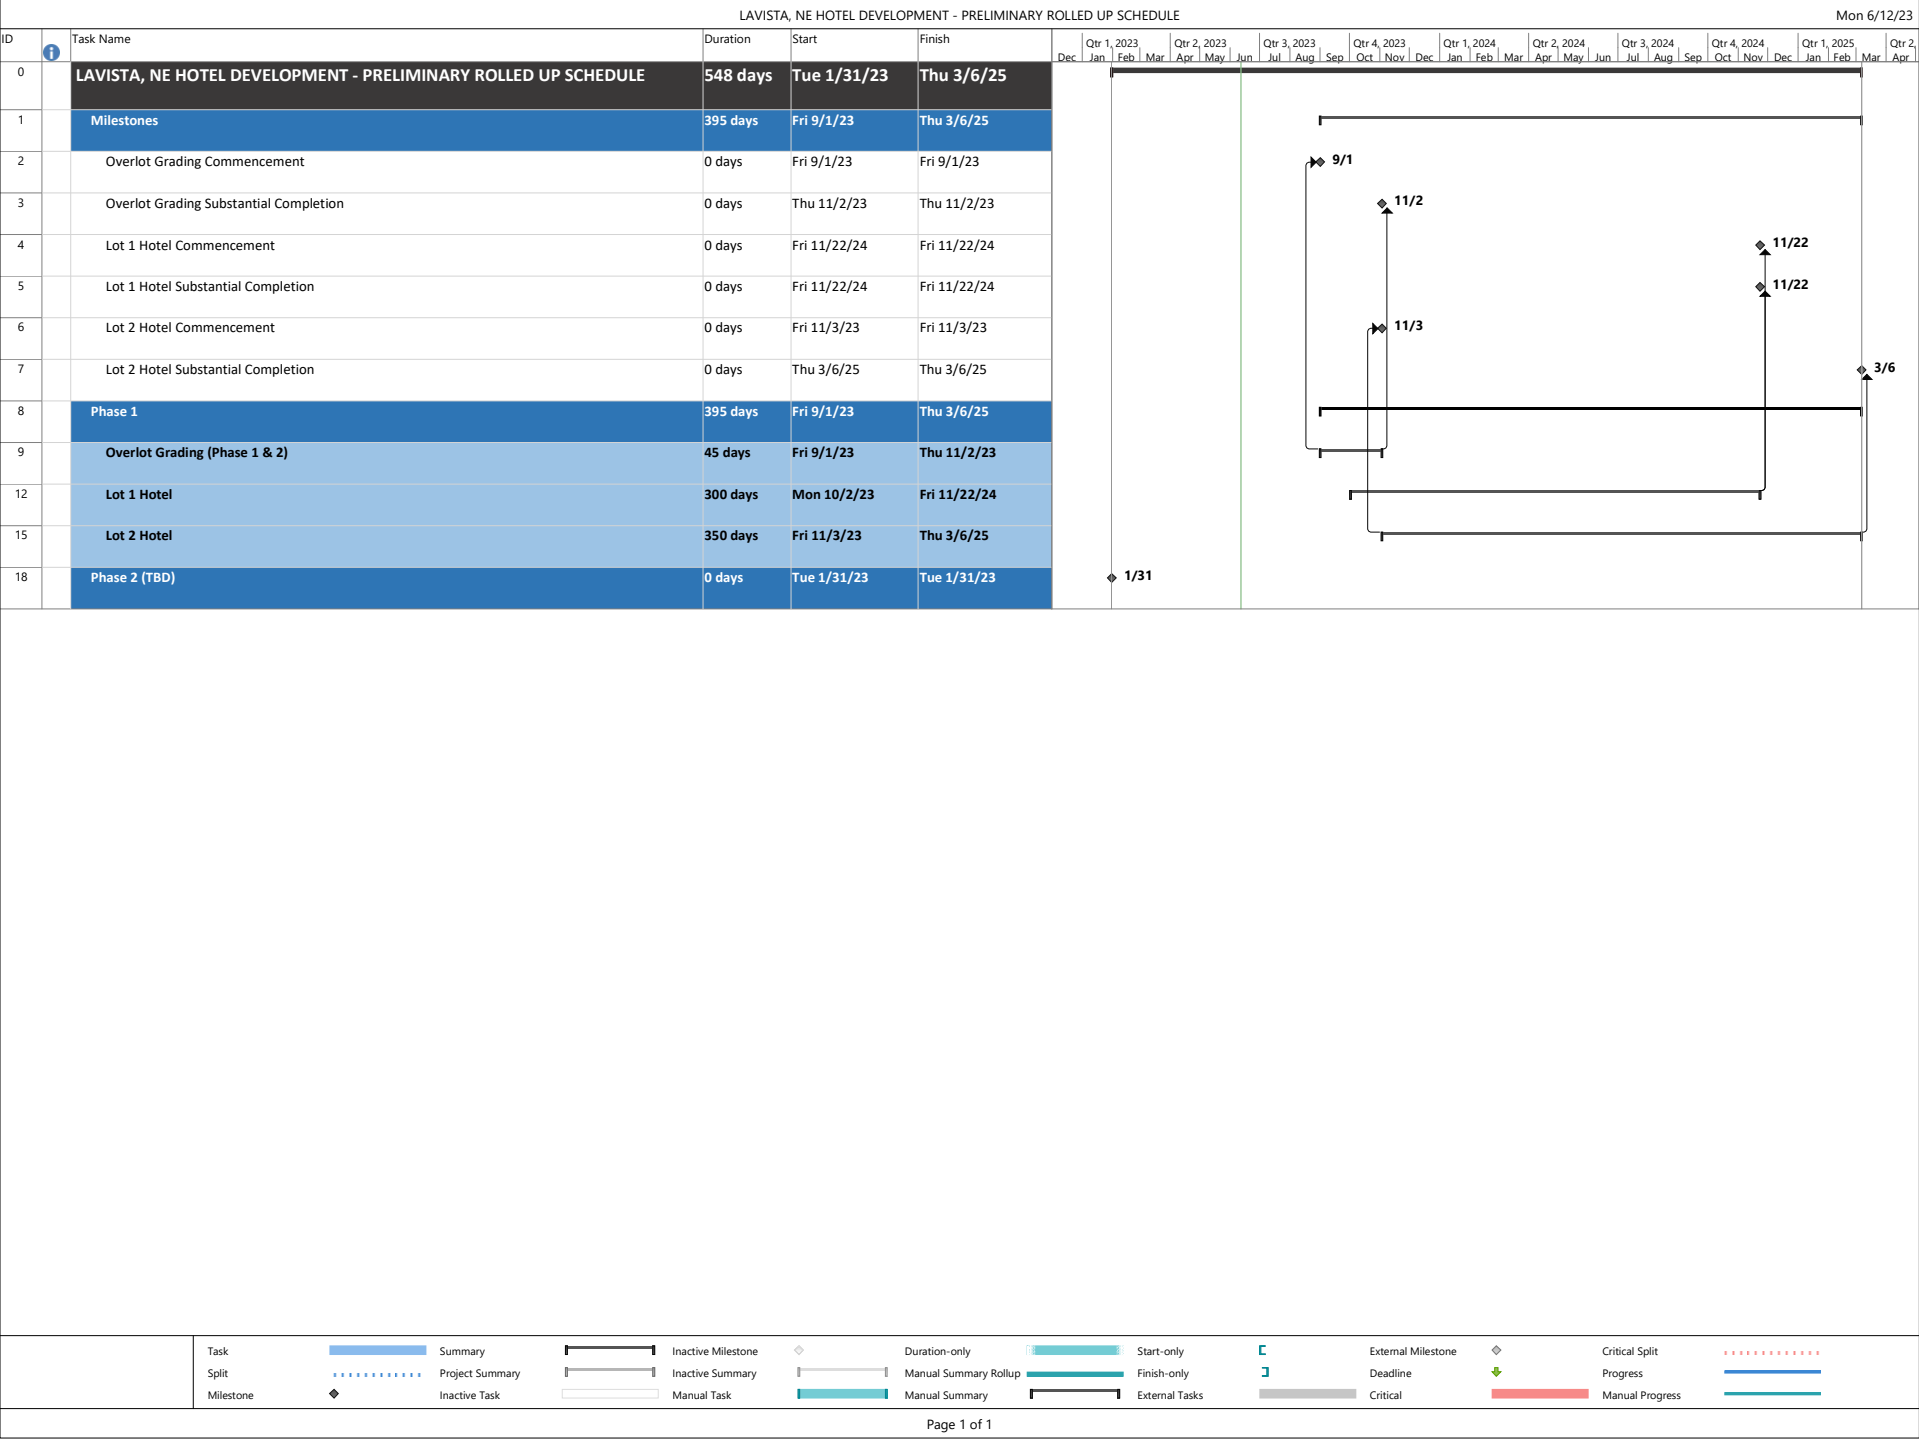 LAVISTA, NE HOTEL DEVELOPMENT - PRELIMINARY ROLLED UP SCHEDULE Mon 6/12/23
ID Task Name Duration Start Finish
Qtr 1, 2023 Qtr 2, 2023 Qtr 3, 2023 Qtr 4, 2023 Qtr 1, 2024 Qtr 2, 2024 Qtr 3, 2024 Qtr 4, 2024 Qtr 1, 2025 Qtr 2,
Dec Jan Feb Mar Apr May Jun Jul Aug Sep Oct Nov Dec Jan Feb Mar Apr May Jun Jul Aug Sep Oct Nov Dec Jan Feb Mar Apr
0 LAVISTA, NE HOTEL DEVELOPMENT - PRELIMINARY ROLLED UP SCHEDULE 548 days Tue 1/31/23 Thu 3/6/25
1 Milestones 395 days Fri 9/1/23 Thu 3/6/25
2 Overlot Grading Commencement 0 days Fri 9/1/23 Fri 9/1/23 9/1
3 Overlot Grading Substantial Completion 0 days Thu 11/2/23 Thu 11/2/23 11/2
4 Lot 1 Hotel Commencement 0 days Fri 11/22/24 Fri 11/22/24 11/22
5 Lot 1 Hotel Substantial Completion 0 days Fri 11/22/24 Fri 11/22/24 11/22
6 Lot 2 Hotel Commencement 0 days Fri 11/3/23 Fri 11/3/23 11/3
7 Lot 2 Hotel Substantial Completion 0 days Thu 3/6/25 Thu 3/6/25 3/6
8 Phase 1 395 days Fri 9/1/23 Thu 3/6/25
9 Overlot Grading (Phase 1 & 2) 45 days Fri 9/1/23 Thu 11/2/23
12 Lot 1 Hotel 300 days Mon 10/2/23 Fri 11/22/24
15 Lot 2 Hotel 350 days Fri 11/3/23 Thu 3/6/25
18 Phase 2 (TBD) 0 days Tue 1/31/23 Tue 1/31/23 1/31
Task Summary Inactive Milestone Duration-only Start-only External Milestone Critical Split
Split Project Summary Inactive Summary Manual Summary Rollup Finish-only Deadline Progress
Milestone Inactive Task Manual Task Manual Summary External Tasks Critical Manual Progress
Page 1 of 1